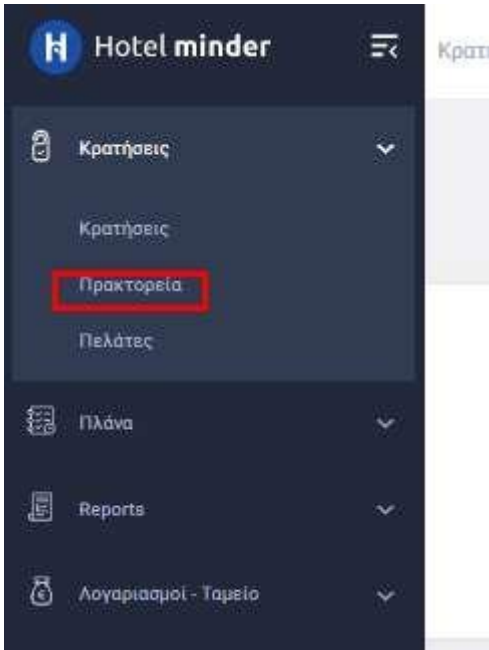 Hotel minder
Κρατήσεις
Κρατήσεις
Πρακτορεία
Πελάτες
Πλάνα
Reports
Λογαριασμοί - Ταμείο